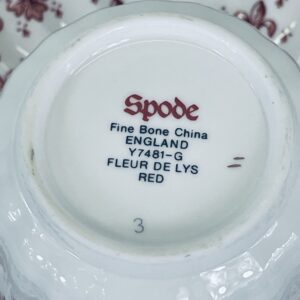 Spode
Fine Bone China
ENGLAND
Y7481-G
FLEUR DE LYS
RED
3